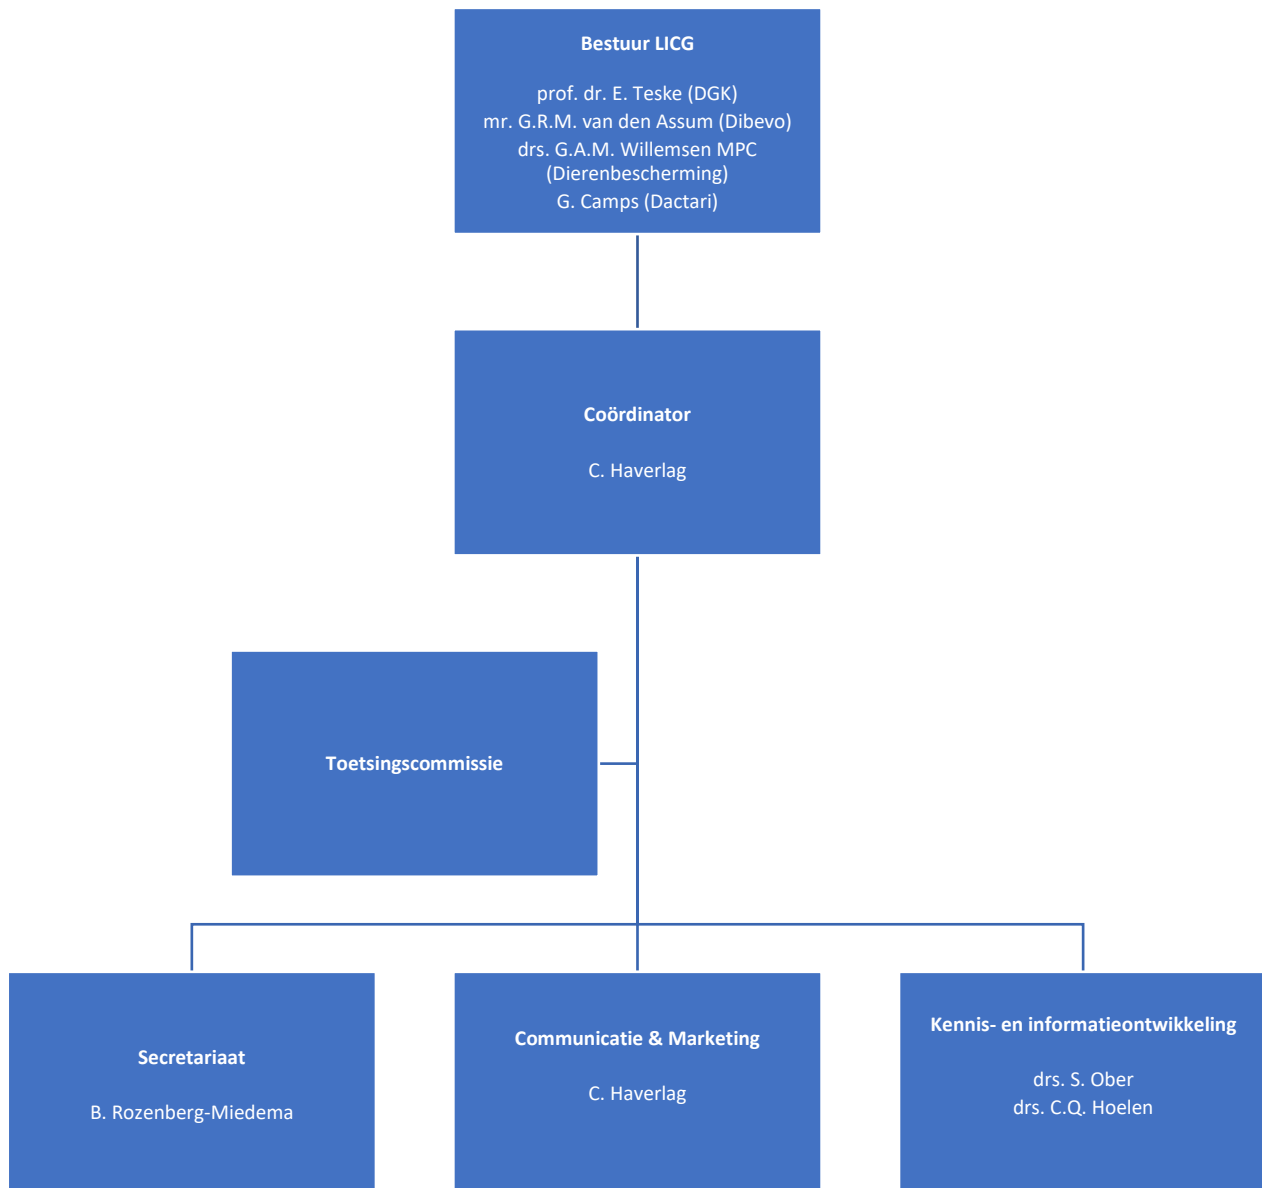 Bestuur LICG
prof. dr. E. Teske (DGK)
mr. G.R.M. van den Assum (Dibevo)
drs. G.A.M. Willemsen MPC
(Dierenbescherming)
G. Camps (Dactari)
Coördinator
C. Haverlag
Toetsingscommissie
Secretariaat
B. Rozenberg-Miedema
Communicatie & Marketing
C. Haverlag
Kennis- en informatieontwikkeling
drs. S. Ober
drs. C.Q. Hoelen